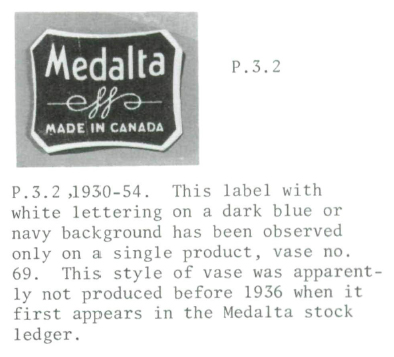 Medalta
MADE IN CANADA
P.3.2
P.3.2 ,1930-54. This label with
white lettering on a dark blue or
navy background has been observed
only on a single product, vase no.
69. This style of vase was apparent-
ly not produced before 1936 when it
first appears in the Medalta stock
ledger.